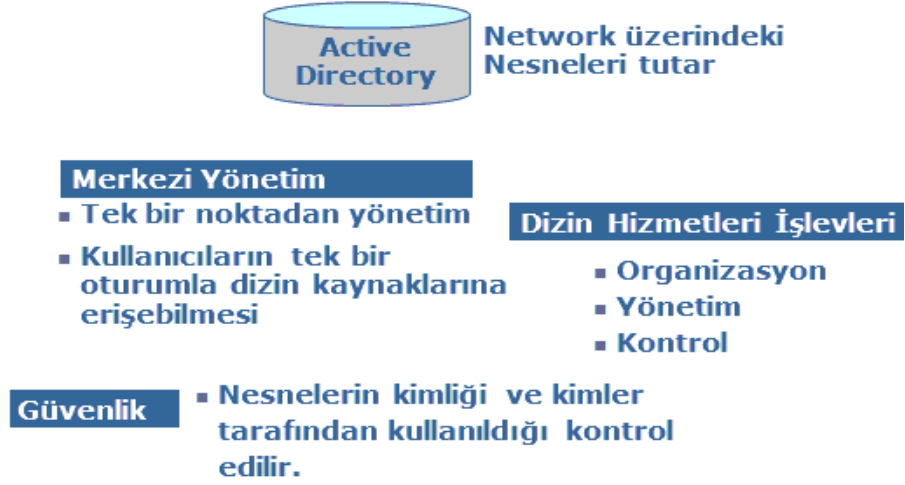 Active
Directory
Network üzerindeki
Nesneleri tutar
Merkezi Yönetim
▪ Tek bir noktadan yönetim
▪ Kullanıcıların tek bir
oturumla dizin kaynaklarına
erişebilmesi
Dizin Hizmetleri İşlevleri
▪ Organizasyon
▪ Yönetim
▪ Kontrol
Güvenlik
▪ Nesnelerin kimliği ve kimler
tarafından kullanıldığı kontrol
edilir.